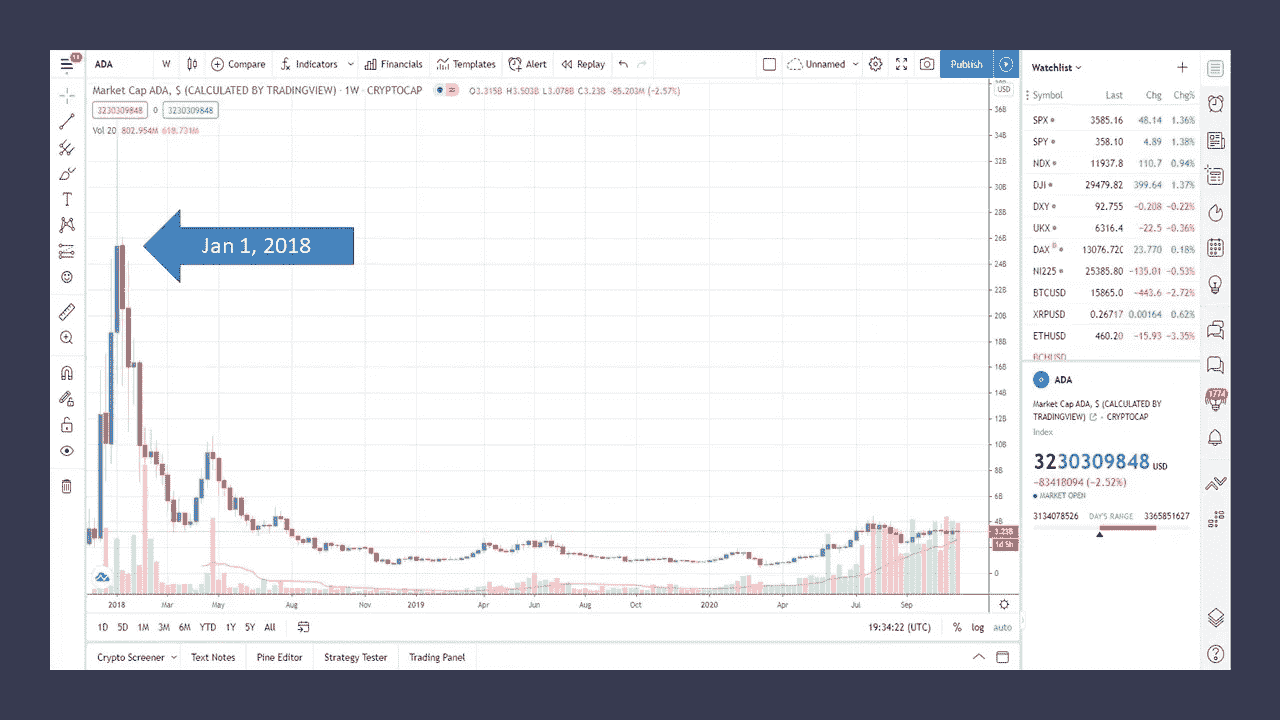 11
ADA W Compare Indicators Financials Templates Alert Replay Unnamed Publish
Market Cap ADA, $ (CALCULATED BY TRADINGVIEW) · 1W · CRYPTOCAP O3.315B H3.503B L3.078B C3.23B -85.203M (-2.57%)
3230309848 0 3230309848
Vol 20 802.954M 618.731M
USD
36B
34B
32B
30B
28B
26B
24B
22B
20B
18B
16B
14B
12B
10B
8B
6B
4B
3.23B
1d 5h
0
Jan 1, 2018
2018 Mar May Aug Nov 2019 Apr Jun Aug Oct 2020 Apr Jul Sep
1D 5D 1M 3M 6M YTD 1Y 5Y All 19:34:22 (UTC) % log auto
Crypto Screener Text Notes Pine Editor Strategy Tester Trading Panel
Watchlist
Symbol Last Chg Chg%
SPX 3585.16 48.14 1.36%
SPY 358.10 4.89 1.38%
NDX 11937.8 110.7 0.94%
DJI 29479.82 399.64 1.37%
DXY 92.755 -0.208 -0.22%
UKX 6316.4 -22.5 -0.36%
DAX 13076.72 23.770 0.18%
NI225 25385.80 -135.01 -0.53%
BTCUSD 15865.0 -443.6 -2.72%
XRPUSD 0.26717 0.00164 0.62%
ETHUSD 460.20 -15.93 -3.35%
BCHUSD
ADA
Market Cap ADA, $ (CALCULATED BY
TRADINGVIEW) - CRYPTOCAP
Index
3230309848 USD
-83418094 (-2.52%)
MARKET OPEN
3134078526 DAY'S RANGE 3365851627
1774